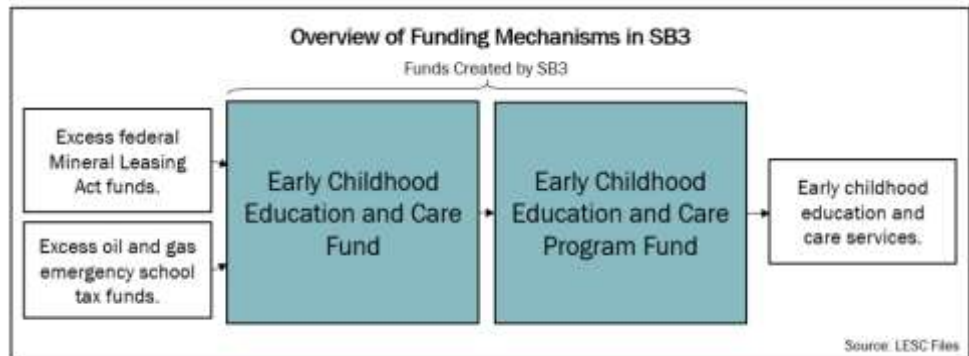 Overview of Funding Mechanisms in SB3
Funds Created by SB3
Excess federal
Mineral Leasing
Act funds.
Excess oil and gas
emergency school
tax funds.
Early Childhood
Education and Care
Fund
Early Childhood
Education and Care
Program Fund
Early childhood
education and
care services.
Source: LESC Files